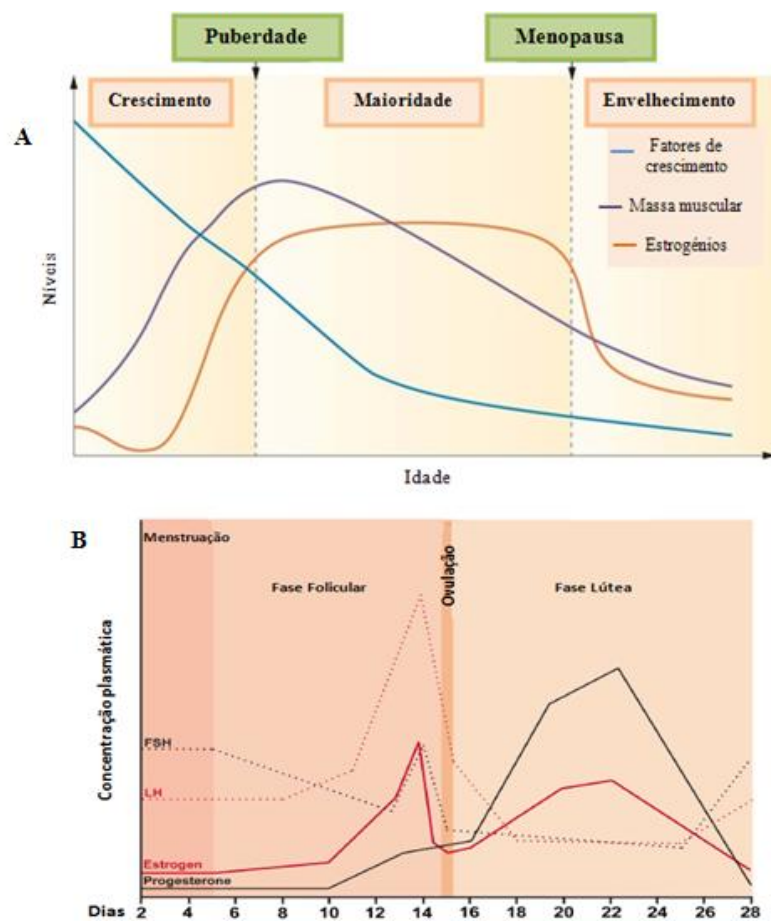 Puberdade
Menopausa
Crescimento
Maioridade
Envelhecimento
A
Fatores de
crescimento
Massa muscular
Estrogénios
Níveis
Idade
B
Menstruação
Fase Folicular
Ovulação
Fase Lútea
Concentração plasmática
FSH
LH
Estrogen
Progesterone
Dias 2 4 6 8 10 12 14 16 18 20 22 24 26 28